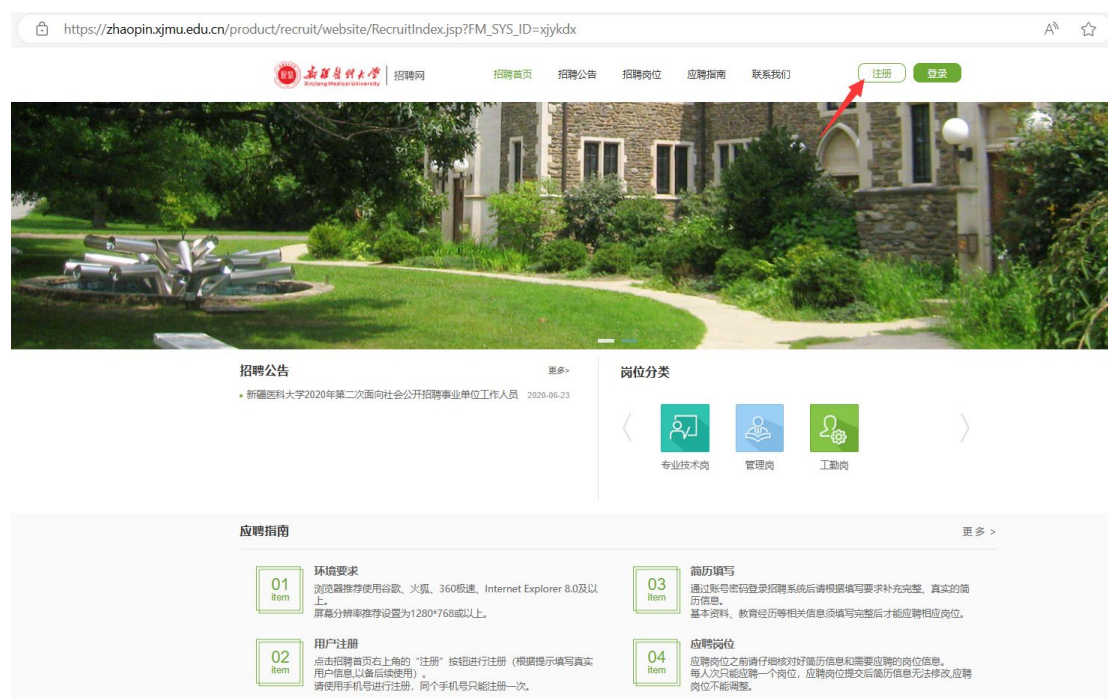 https://zhaopin.xjmu.edu.cn/product/recruit/website/RecruitIndex.jsp?FM_SYS_ID=xjykdx
新疆医科大学
Xinjiang Medical University
招聘网
招聘首页
招聘公告
招聘岗位
应聘指南
联系我们
注册
登录
招聘公告
更多>
新疆医科大学2020年第二次面向社会公开招聘事业单位工作人员 2020-06-23
岗位分类
专业技术岗
管理岗
工勤岗
应聘指南
更多 >
01
item
环境要求
浏览器推荐使用谷歌、火狐、360极速、Internet Explorer 8.0及以
上。
屏幕分辨率推荐设置为1280*768或以上。
02
item
用户注册
点击招聘首页右上角的“注册”按钮进行注册（根据提示填写真实
用户信息,以备后续使用）。
请使用手机号进行注册，同个手机号只能注册一次。
03
item
简历填写
通过账号密码登录招聘系统后请根据填写要求补充完整、真实的简
历信息。
基本资料、教育经历等相关信息须填写完整后才能应聘相应岗位。
04
item
应聘岗位
应聘岗位之前请仔细核对好简历信息和需要应聘的岗位信息。
每人次只能应聘一个岗位，应聘岗位提交后简历信息无法修改,应聘
岗位不能调整。